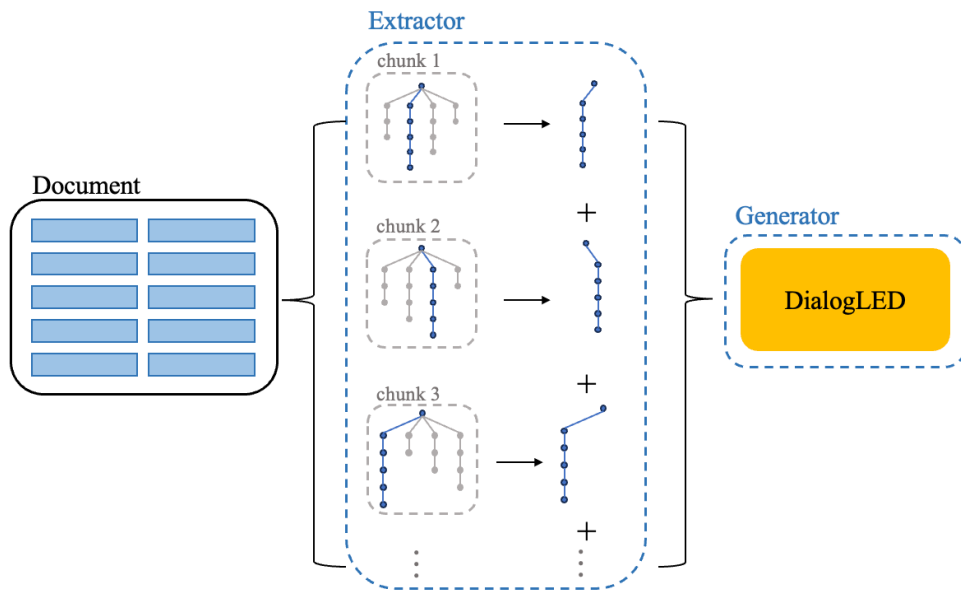 Extractor
chunk 1
Document
+
chunk 2
Generator
DialogLED
+
chunk 3
+